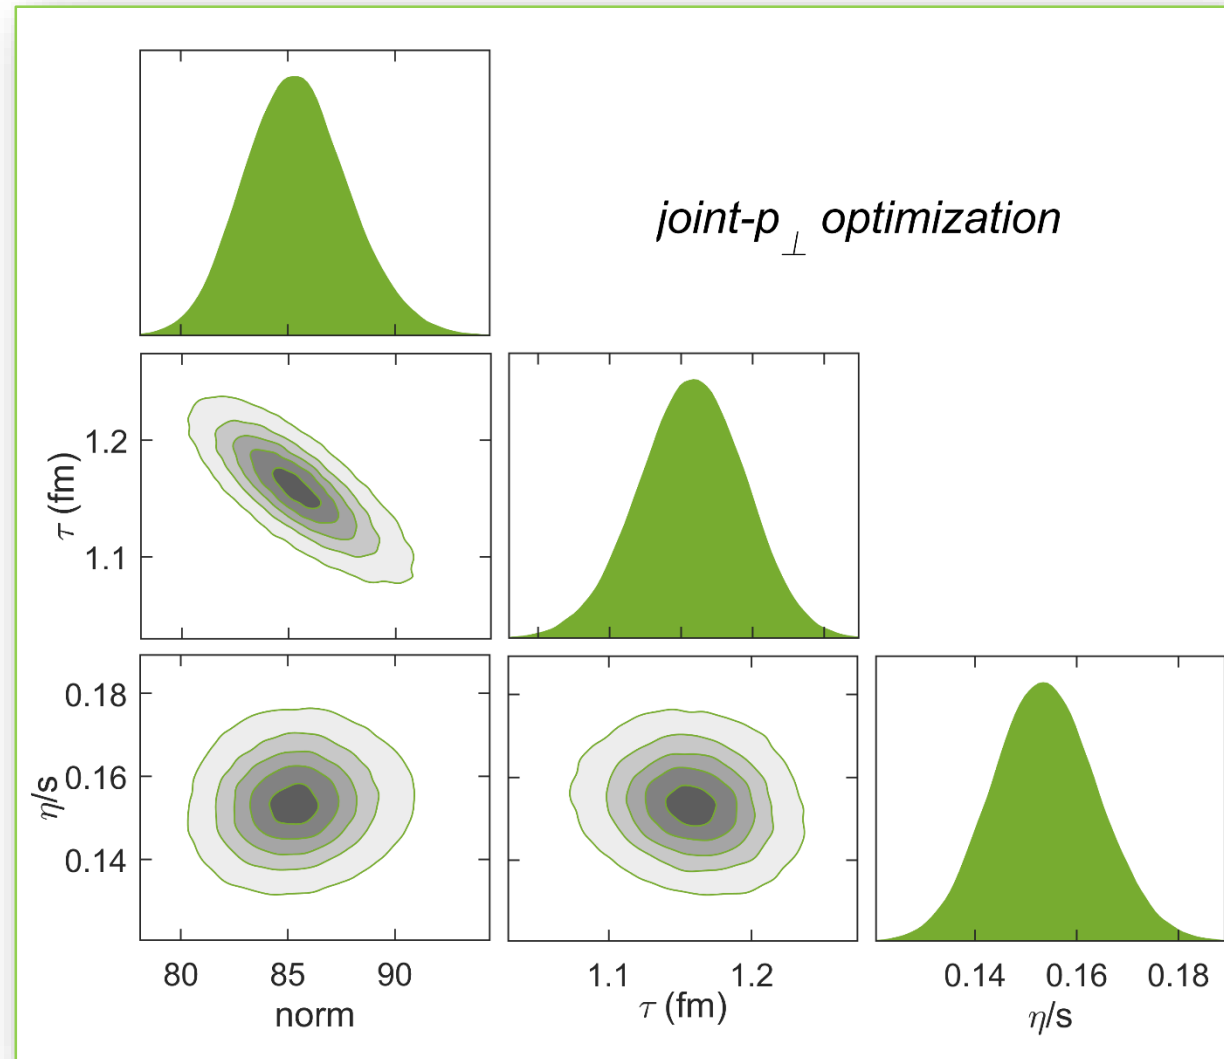 joint-p⊥ optimization
1.2
1.1
τ (fm)
0.18
0.16
0.14
η/s
80 85 90
norm
1.1 1.2
τ (fm)
0.14 0.16 0.18
η/s